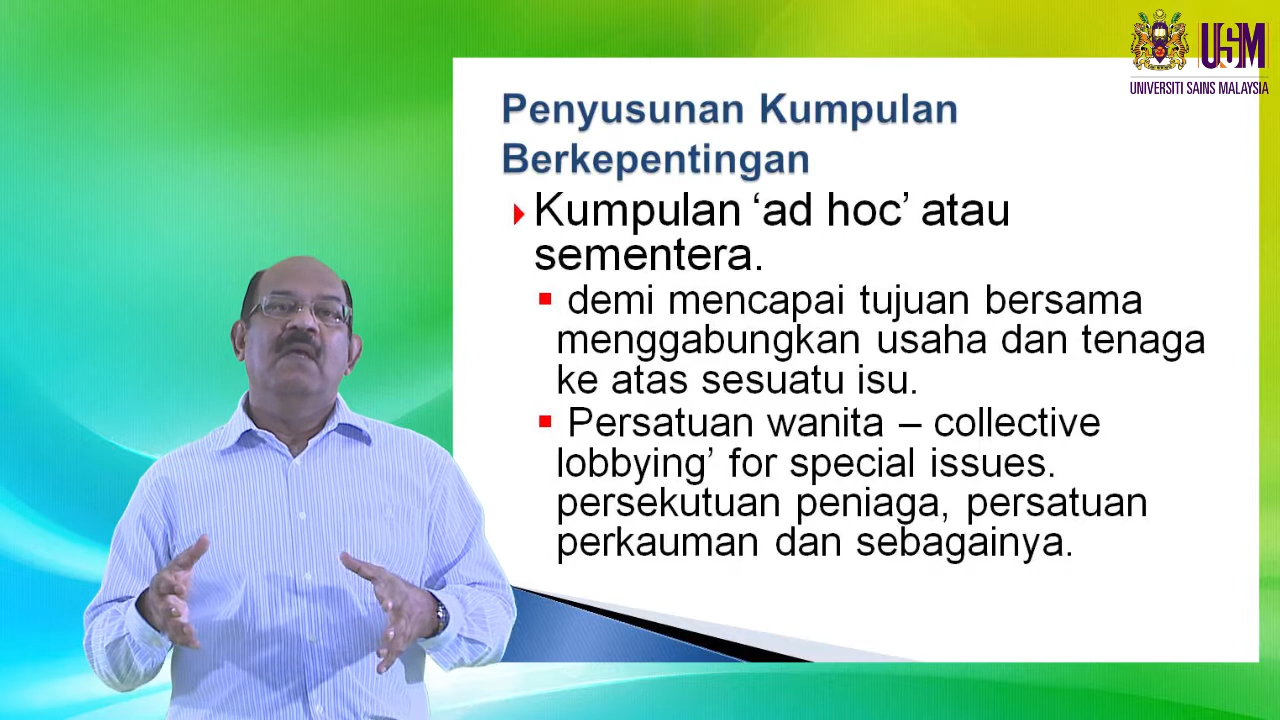 USM
UNIVERSITI SAINS MALAYSIA
Penyusunan Kumpulan
Berkepentingan
Kumpulan ‘ad hoc’ atau
sementera.
demi mencapai tujuan bersama
menggabungkan usaha dan tenaga
ke atas sesuatu isu.
Persatuan wanita – collective
lobbying’ for special issues.
persekutuan peniaga, persatuan
perkauman dan sebagainya.